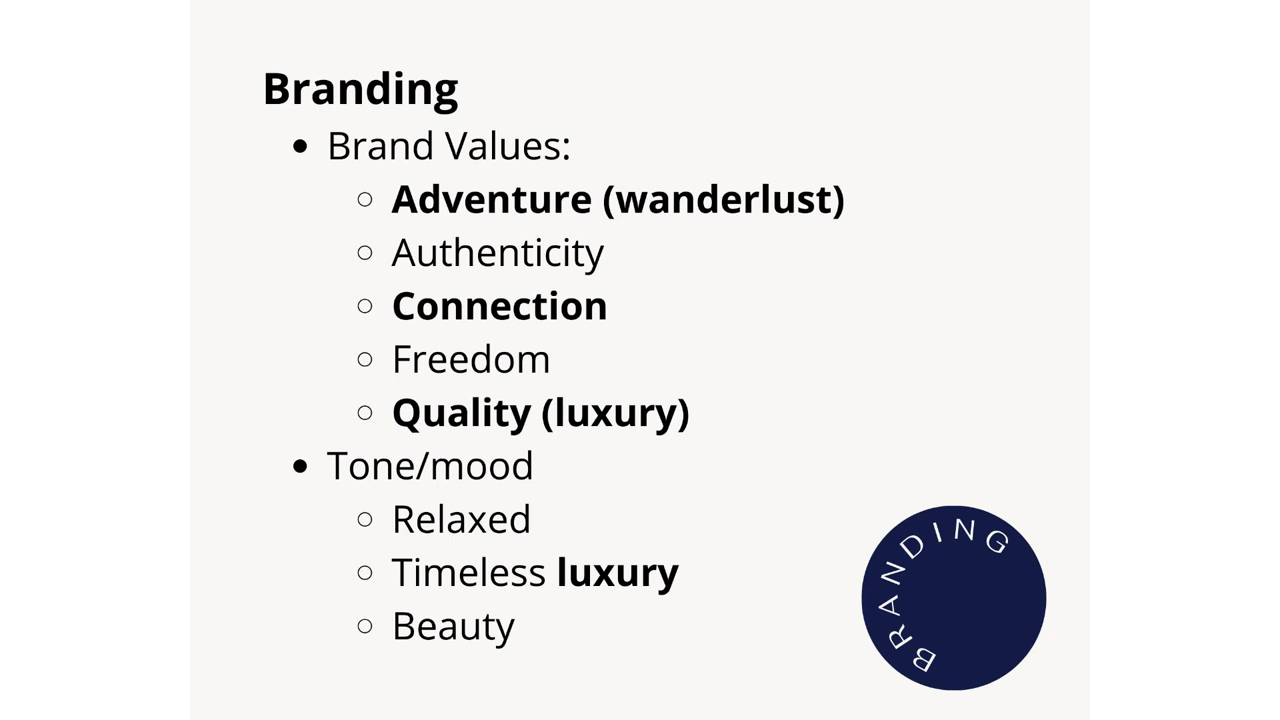 Branding
• Brand Values:
○ Adventure (wanderlust)
○ Authenticity
○ Connection
○ Freedom
○ Quality (luxury)
• Tone/mood
○ Relaxed
○ Timeless luxury
○ Beauty
BRANDING